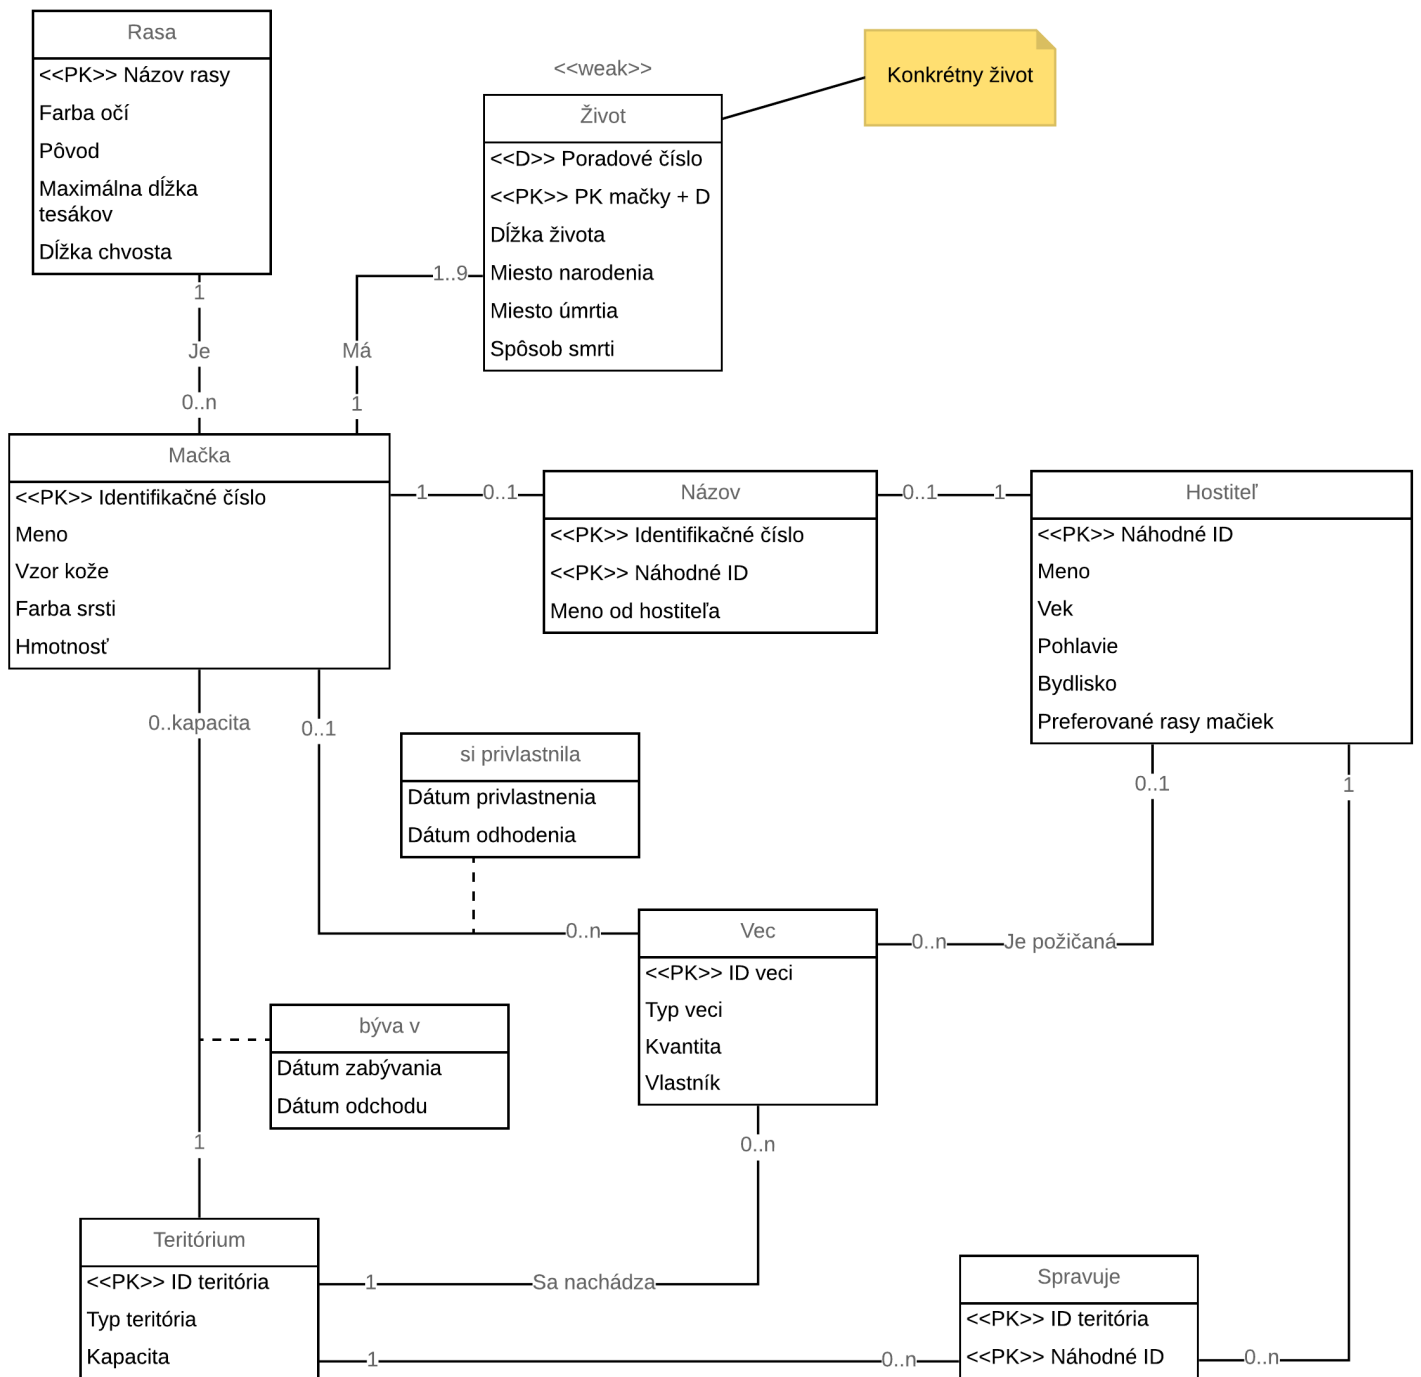 Rasa
<<PK>> Názov rasy
Farba očí
Pôvod
Maximálna dĺžka
tesákov
Dĺžka chvosta
1
Je
0..n
<<weak>>
Život
<<D>> Poradové číslo
<<PK>> PK mačky + D
Dĺžka života
Miesto narodenia
Miesto úmrtia
Spôsob smrti
Konkrétny život
1..9
Má
1
Mačka
<<PK>> Identifikačné číslo
Meno
Vzor kože
Farba srsti
Hmotnosť
1
0..1
Názov
<<PK>> Identifikačné číslo
<<PK>> Náhodné ID
Meno od hostiteľa
0..1
1
Hostiteľ
<<PK>> Náhodné ID
Meno
Vek
Pohlavie
Bydlisko
Preferované rasy mačiek
0..kapacita
0..1
si privlastnila
Dátum privlastnenia
Dátum odhodenia
0..1
1
0..n
Vec
<<PK>> ID veci
Typ veci
Kvantita
Vlastník
0..n
Je požičaná
býva v
Dátum zabývania
Dátum odchodu
1
0..n
Teritórium
<<PK>> ID teritória
Typ teritória
Kapacita
1
Sa nachádza
1
0..n
Spravuje
<<PK>> ID teritória
<<PK>> Náhodné ID
0..n